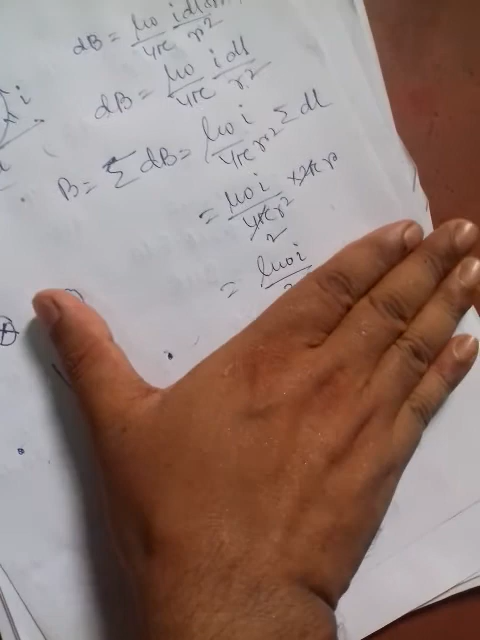 i
dB = μ₀/4π i dl sin/r²
dB = μ₀/4π i dl/r²
B = Σ dB = μ₀ i/4π r² Σ dl
= μ₀ i/4π r² × 2π r
2
= μ₀ i